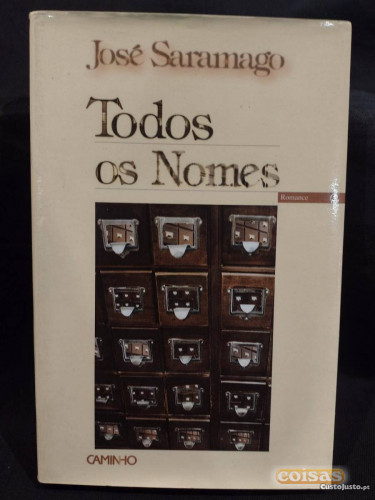 José Saramago
Todos
os Nomes
Romance
CAMINHO
coisas
CustoJusto.pt